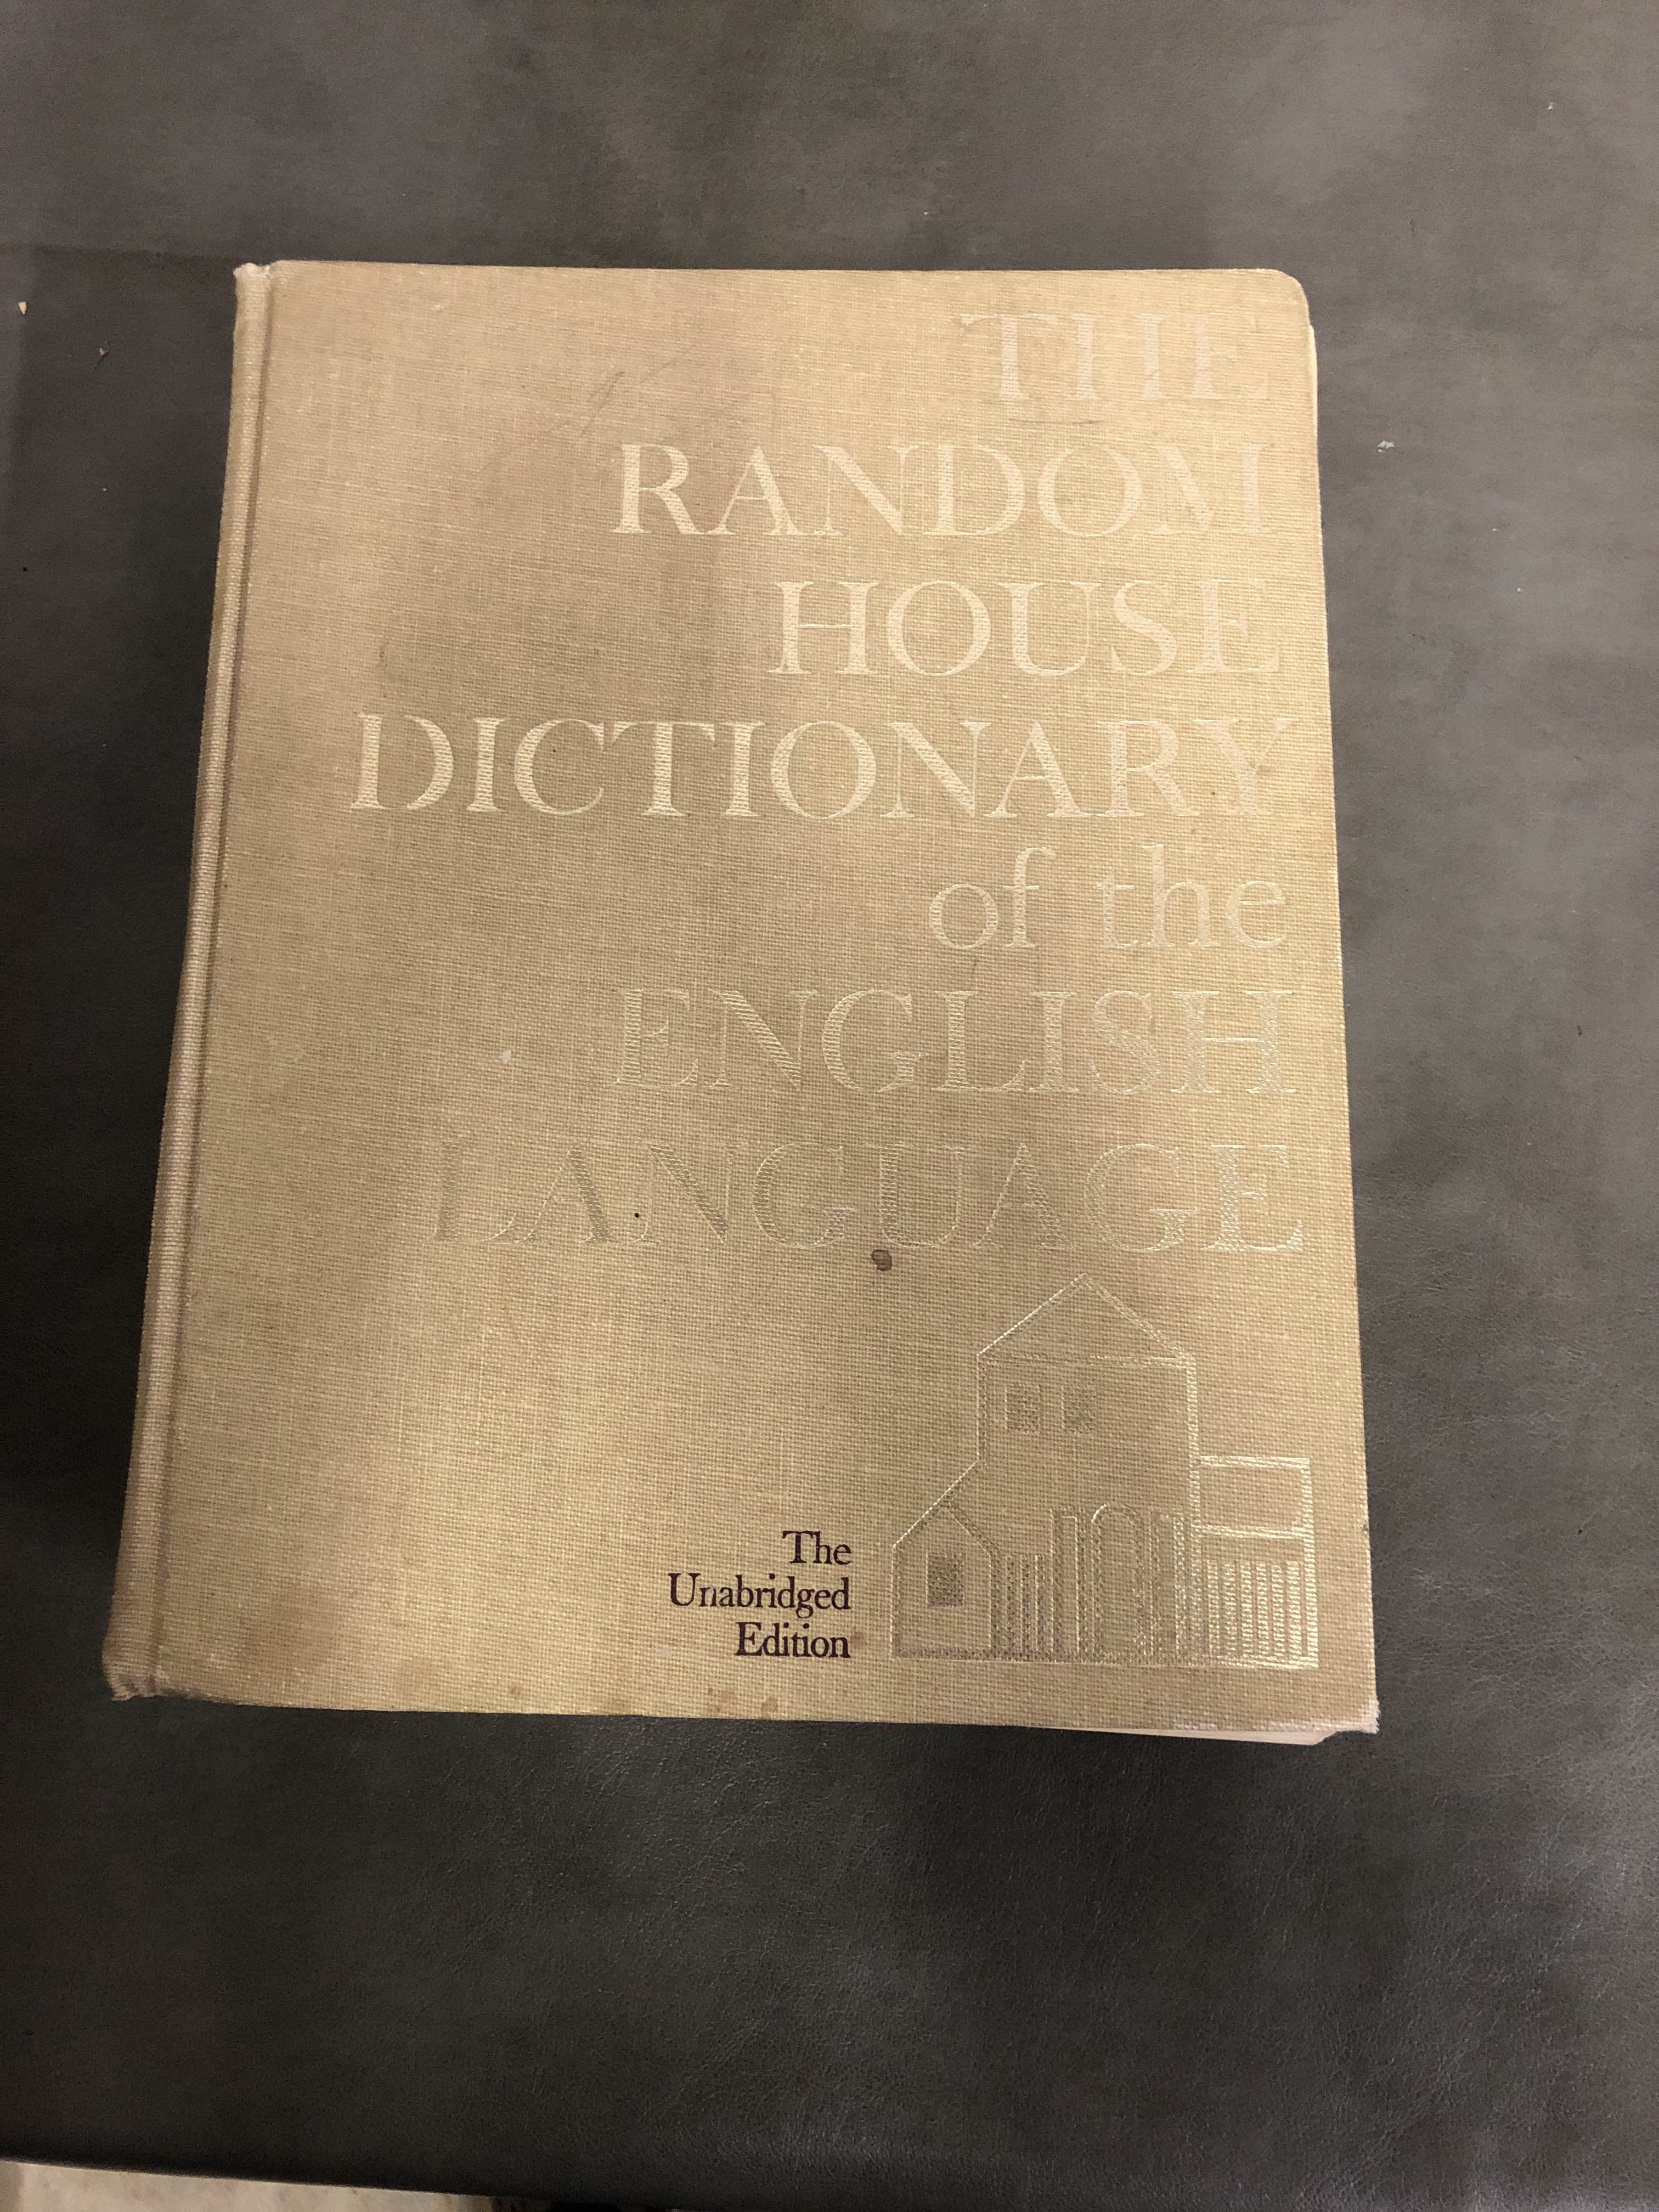 THE
RANDOM
HOUSE
DICTIONARY
of the
ENGLISH
LANGUAGE
The
Unabridged
Edition